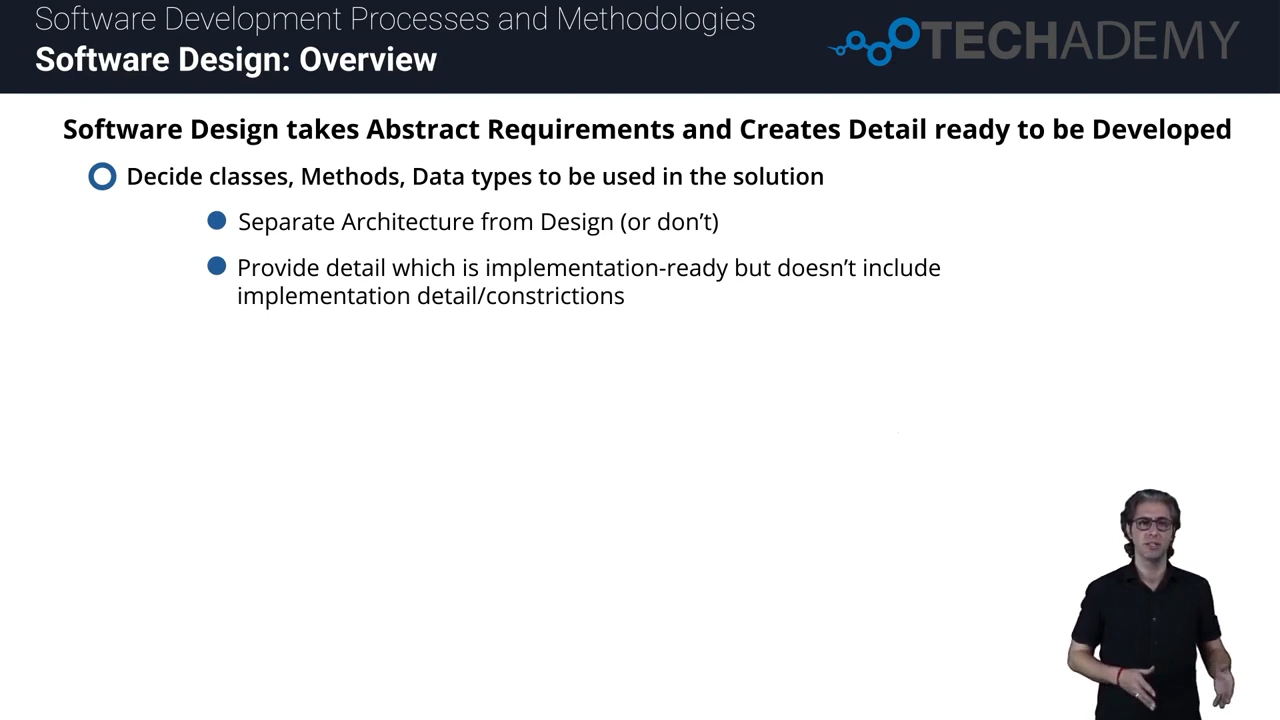 Software Development Processes and Methodologies
Software Design: Overview
TECHADEMY
Software Design takes Abstract Requirements and Creates Detail ready to be Developed
Decide classes, Methods, Data types to be used in the solution
Separate Architecture from Design (or don’t)
Provide detail which is implementation-ready but doesn’t include
implementation detail/constrictions